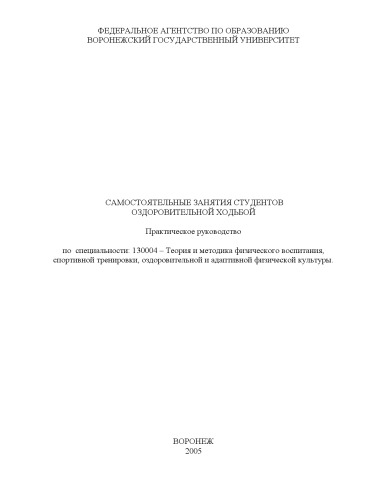 ФЕДЕРАЛЬНОЕ АГЕНТСТВО ПО ОБРАЗОВАНИЮ
ВОРОНЕЖСКИЙ ГОСУДАРСТВЕННЫЙ УНИВЕРСИТЕТ
САМОСТОЯТЕЛЬНЫЕ ЗАНЯТИЯ СТУДЕНТОВ
ОЗДОРОВИТЕЛЬНОЙ ХОДЬБОЙ
Практическое руководство
по специальности: 130004 – Теория и методика физического воспитания,
спортивной тренировки, оздоровительной и адаптивной физической культуры.
ВОРОНЕЖ
2005